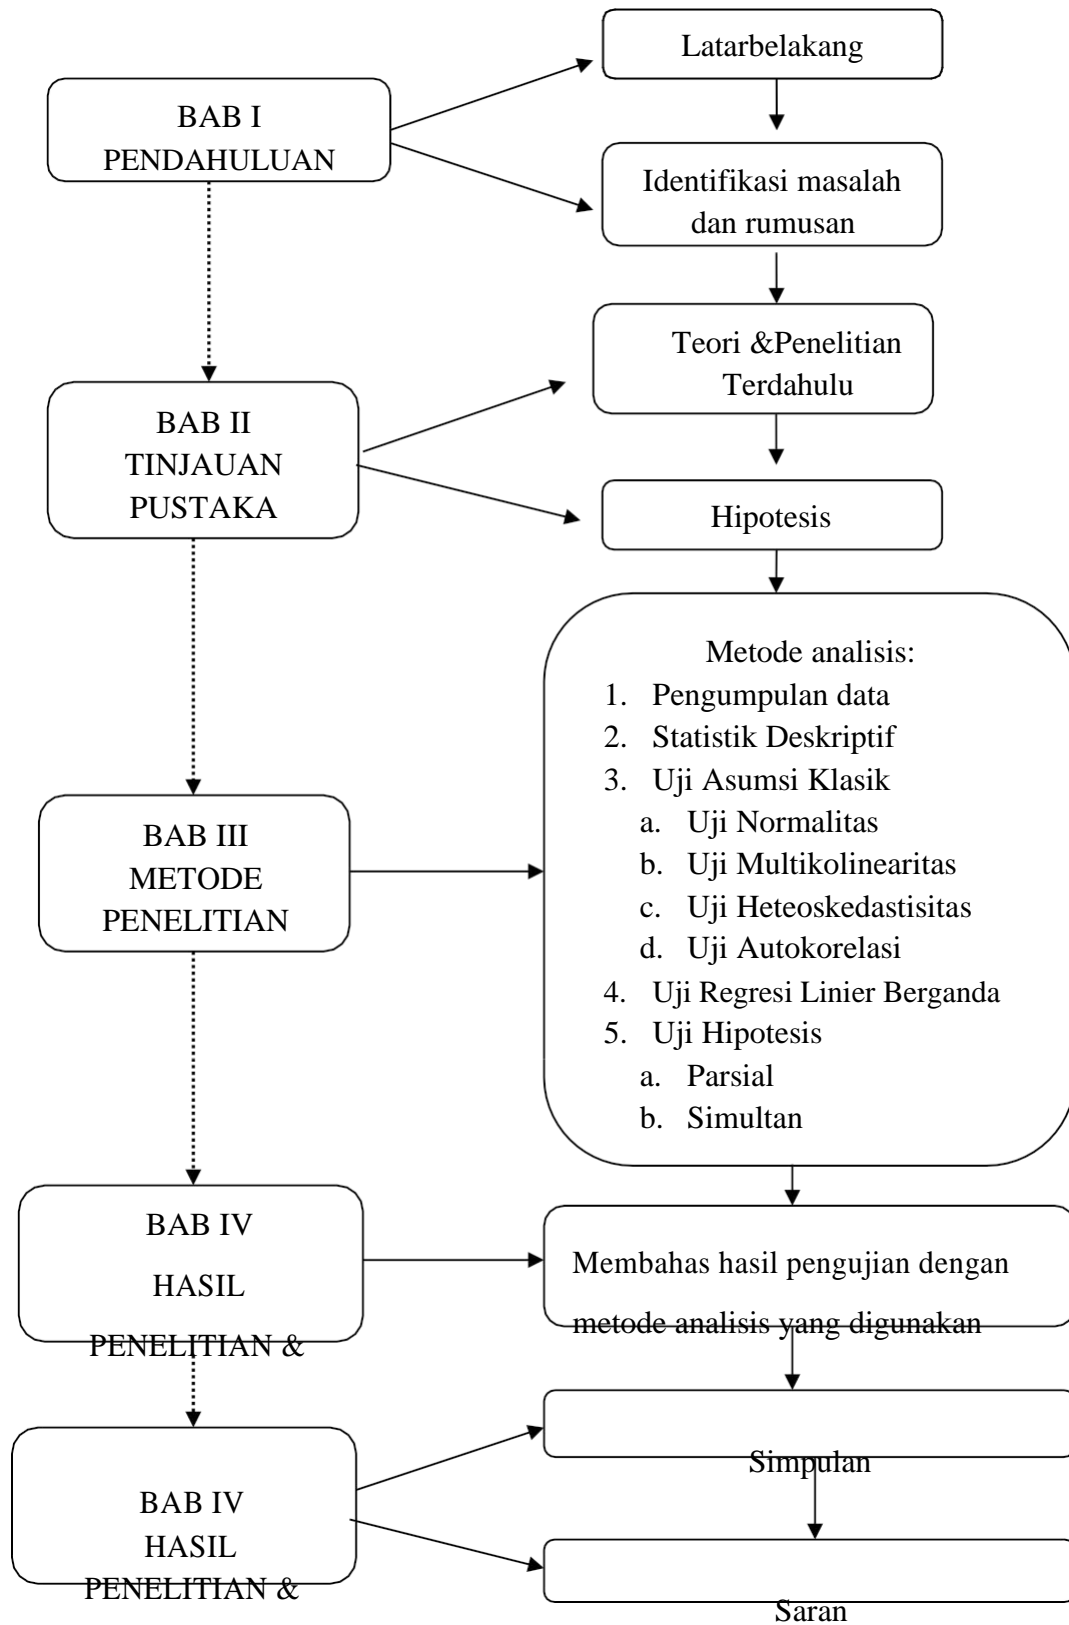 Latarbelakang
BAB I
PENDAHULUAN
Identifikasi masalah
dan rumusan
Teori &Penelitian
Terdahulu
BAB II
TINJAUAN
PUSTAKA
Hipotesis
Metode analisis:
1. Pengumpulan data
2. Statistik Deskriptif
3. Uji Asumsi Klasik
a. Uji Normalitas
b. Uji Multikolinearitas
c. Uji Heteoskedastisitas
d. Uji Autokorelasi
4. Uji Regresi Linier Berganda
5. Uji Hipotesis
a. Parsial
b. Simultan
BAB III
METODE
PENELITIAN
BAB IV
HASIL
PENELITIAN &
Membahas hasil pengujian dengan
metode analisis yang digunakan
Simpulan
BAB IV
HASIL
PENELITIAN &
Saran